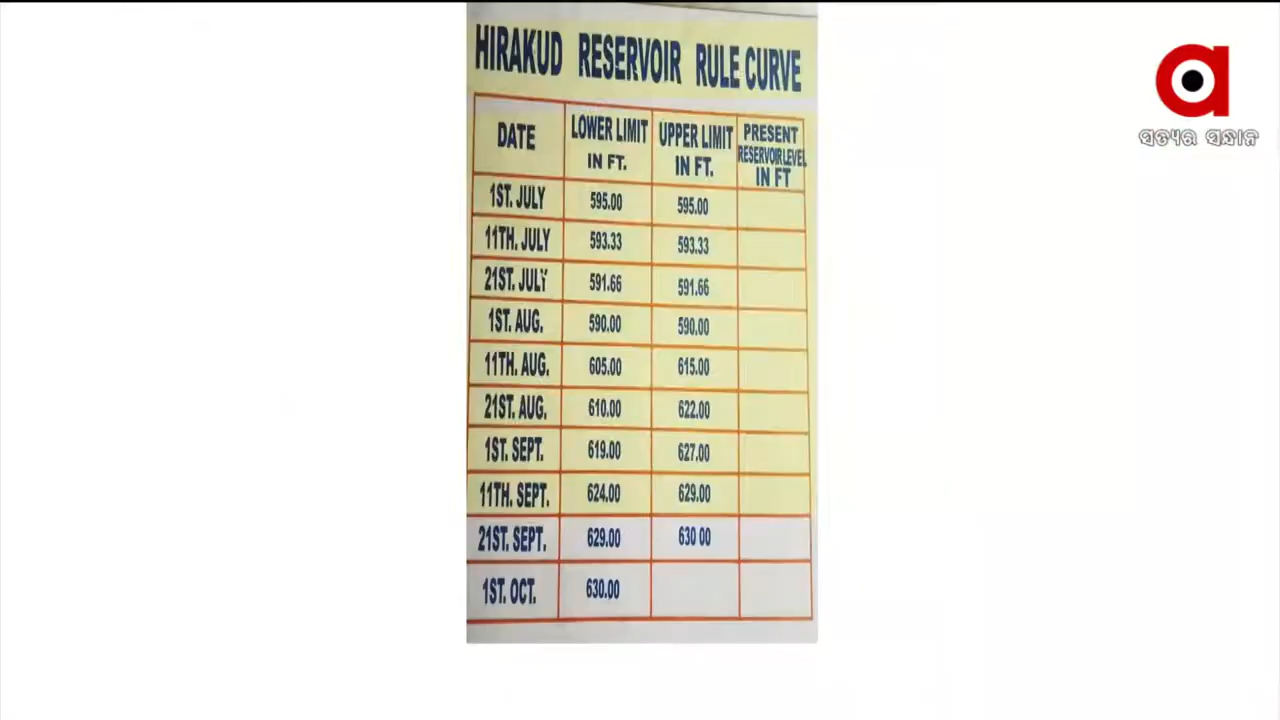 HIRAKUD RESERVOIR RULE CURVE
DATE LOWER LIMIT IN FT. UPPER LIMIT IN FT. PRESENT RESERVOIR LEVEL IN FT
1ST. JULY 595.00 595.00
11TH. JULY 593.33 593.33
21ST. JULY 591.66 591.66
1ST. AUG. 590.00 590.00
11TH. AUG. 605.00 615.00
21ST. AUG. 610.00 622.00
1ST. SEPT. 619.00 627.00
11TH. SEPT. 624.00 629.00
21ST. SEPT. 629.00 630 00
1ST. OCT. 630.00
a
ସତ୍ୟର ସନ୍ଧାନ